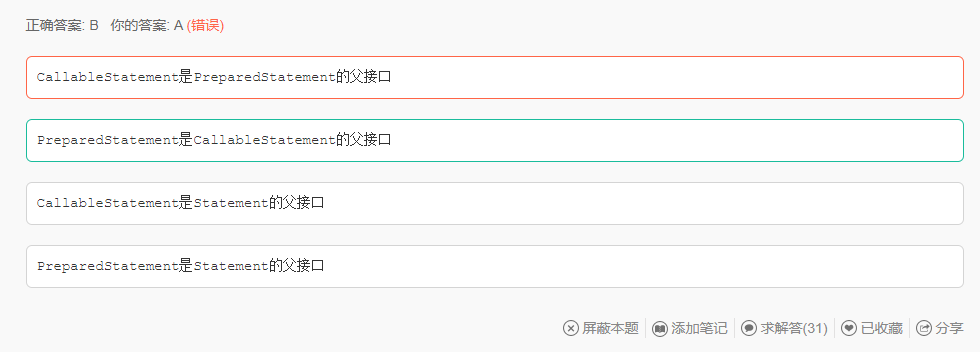 正确答案: B 你的答案: A (错误)
CallableStatement是PreparedStatement的父接口
PreparedStatement是CallableStatement的父接口
CallableStatement是Statement的父接口
PreparedStatement是Statement的父接口
屏蔽本题 添加笔记 求解答(31) 已收藏 分享